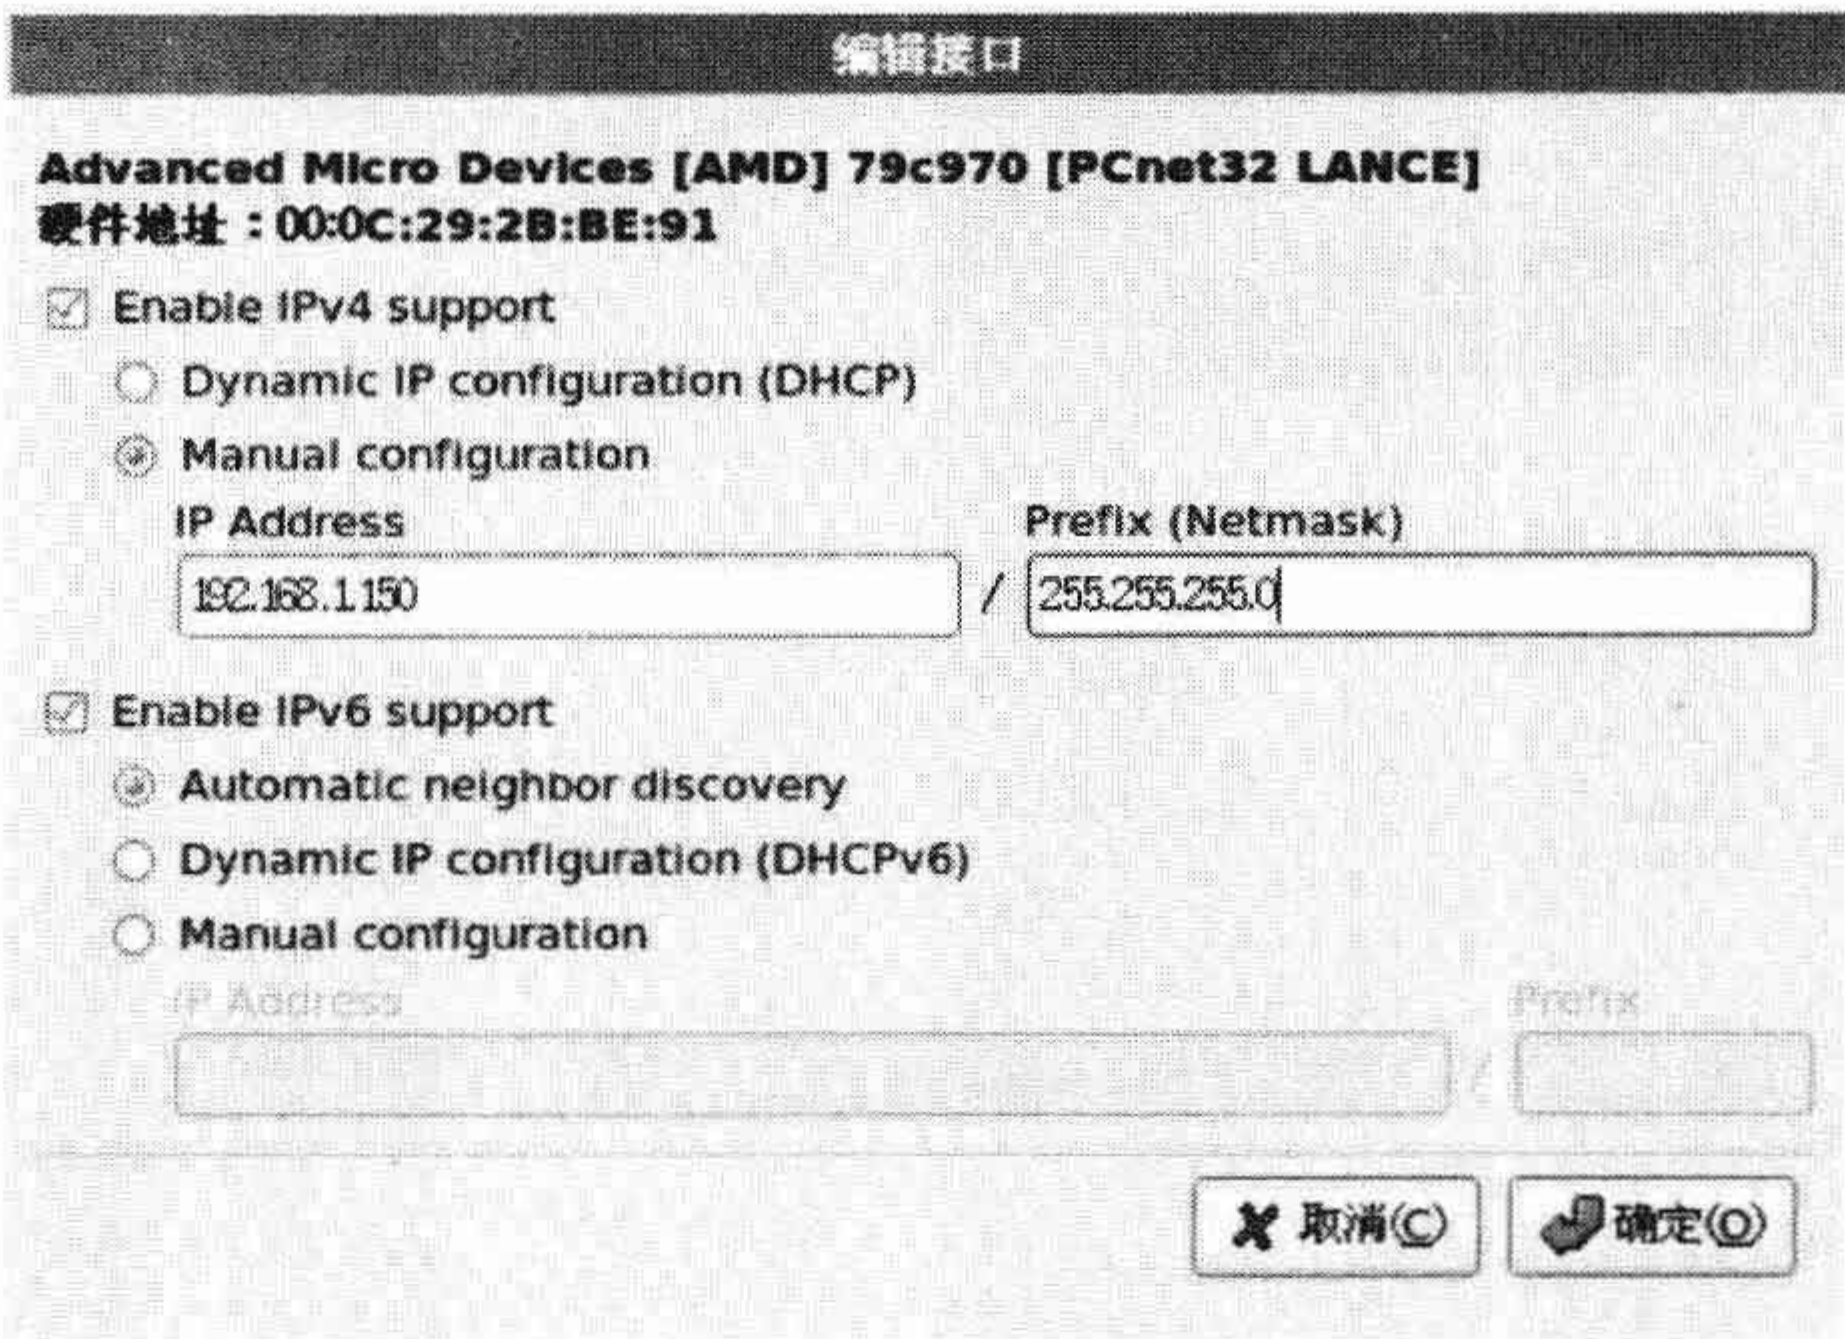 编辑接口
Advanced Micro Devices [AMD] 79c970 [PCnet32 LANCE]
硬件地址：00:0C:29:2B:BE:91
Enable IPv4 support
Dynamic IP configuration (DHCP)
Manual configuration
IP Address Prefix (Netmask)
192.168.1.150 / 255.255.255.0
Enable IPv6 support
Automatic neighbor discovery
Dynamic IP configuration (DHCPv6)
Manual configuration
IP Address Prefix
/
取消(C) 确定(O)